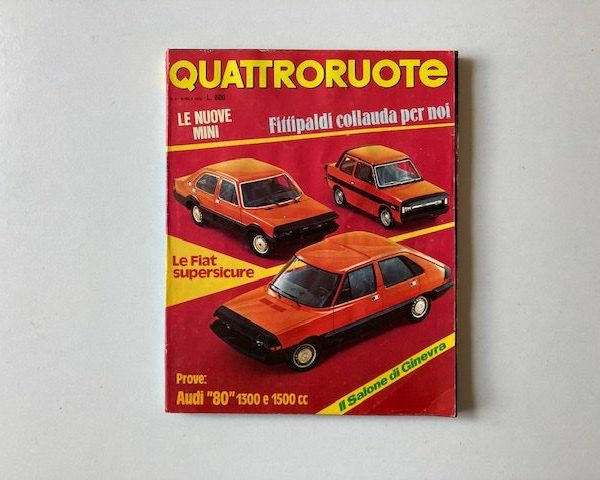 QUATTRORUOTe
L. 600
LE NUOVE
MINI
Fittipaldi collauda per noi
Le Fiat
supersicure
Prove:
Audi "80" 1300 e 1500 cc
Il Salone di Ginevra